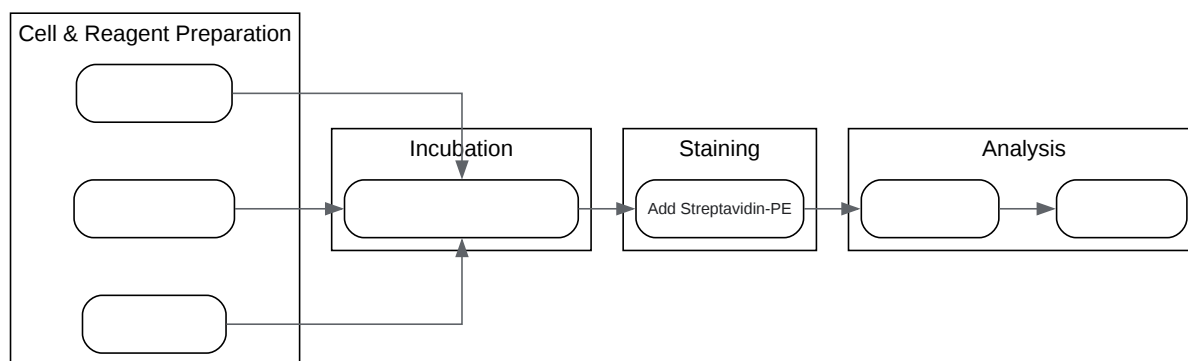 Cell & Reagent Preparation
Incubation
Staining
Analysis
Add Streptavidin-PE